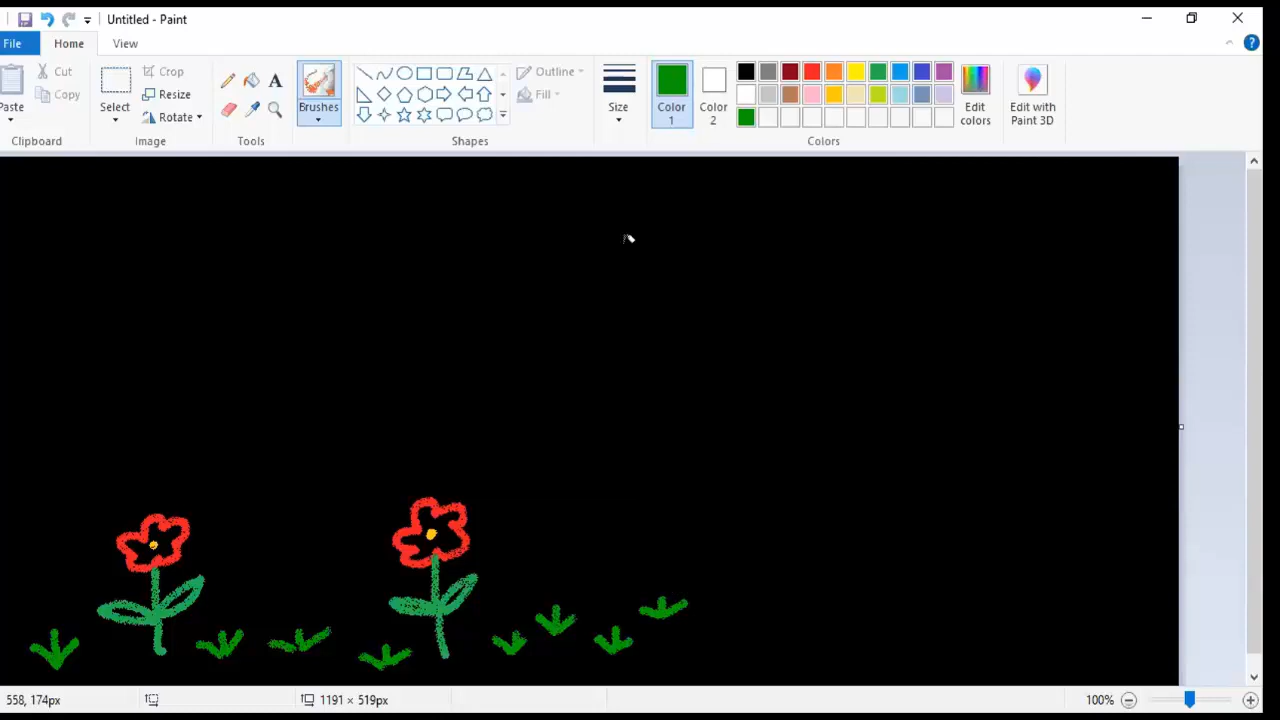 Untitled - Paint
File Home View
Paste
Cut
Copy
Clipboard
Select
Crop
Resize
Rotate
Image
A
Tools
Brushes
Outline
Fill
Shapes
Size
Color 1
Color 2
Edit colors
Colors
Edit with Paint 3D
?
558, 174px
1191 × 519px
100%